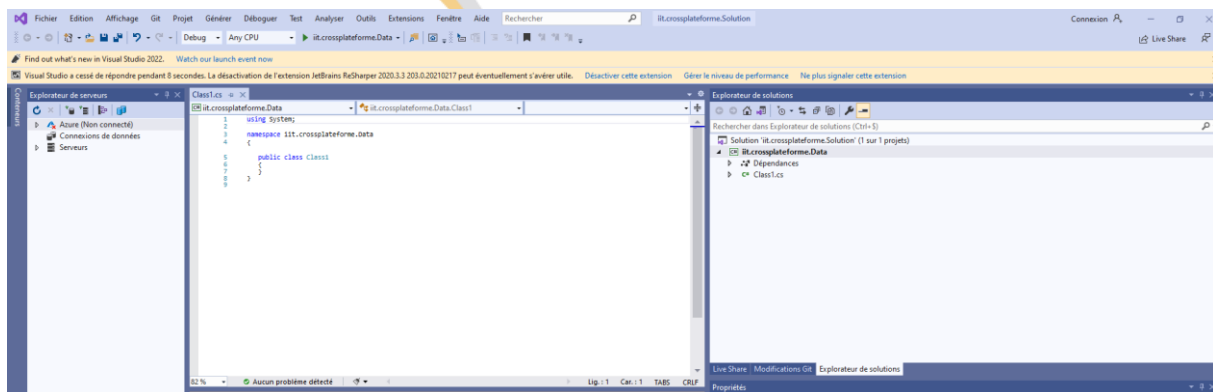 Fichier Edition Affichage Git Projet Générer Déboguer Test Analyser Outils Extensions Fenêtre Aide Rechercher iit.crossplateforme.Solution Connexion
Debug Any CPU iit.crossplateforme.Data Live Share
Find out what's new in Visual Studio 2022. Watch our launch event now
Visual Studio a cessé de répondre pendant 8 secondes. La désactivation de l'extension JetBrains ReSharper 2020.3.3 203.0.20210217 peut éventuellement s'avérer utile. Désactiver cette extension Gérer le niveau de performance Ne plus signaler cette extension
Conteneurs
Explorateur de serveurs
Azure (Non connecté)
Connexions de données
Serveurs
Class1.cs
iit.crossplateforme.Data iit.crossplateforme.Data.Class1
1 using System;
2
3 namespace iit.crossplateforme.Data
4 {
5 public class Class1
6 {
7 }
8 }
9
82 % Aucun problème détecté Lig. : 1 Car. : 1 TABS CRLF
Explorateur de solutions
Rechercher dans Explorateur de solutions (Ctrl+$)
Solution 'iit.crossplateforme.Solution' (1 sur 1 projets)
C# iit.crossplateforme.Data
Dépendances
C# Class1.cs
Live Share Modifications Git Explorateur de solutions
Propriétés